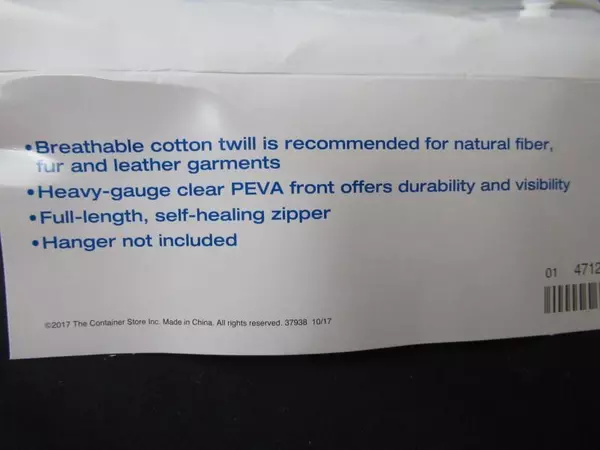 •Breathable cotton twill is recommended for natural fiber,
fur and leather garments
•Heavy-gauge clear PEVA front offers durability and visibility
•Full-length, self-healing zipper
•Hanger not included
01 4712
©2017 The Container Store Inc. Made in China. All rights reserved. 37938 10/17